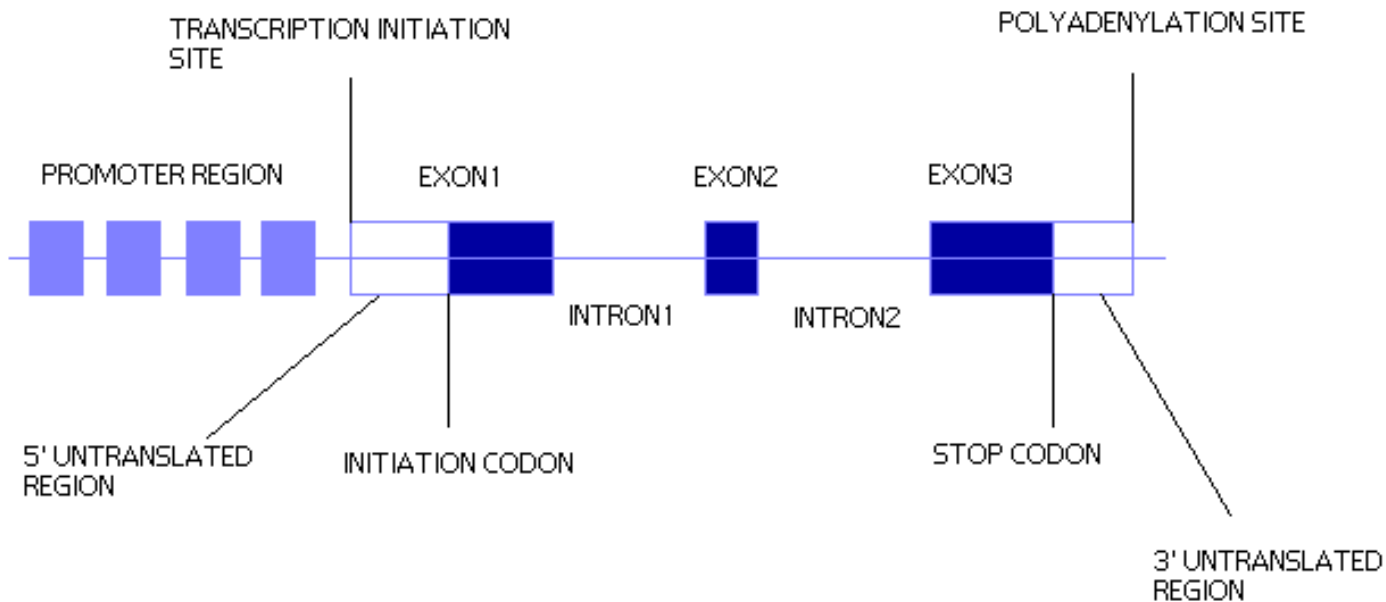 TRANSCRIPTION INITIATION
SITE
POLYADENYLATION SITE
PROMOTER REGION
EXON1
EXON2
EXON3
INTRON1
INTRON2
5' UNTRANSLATED
REGION
INITIATION CODON
STOP CODON
3' UNTRANSLATED
REGION